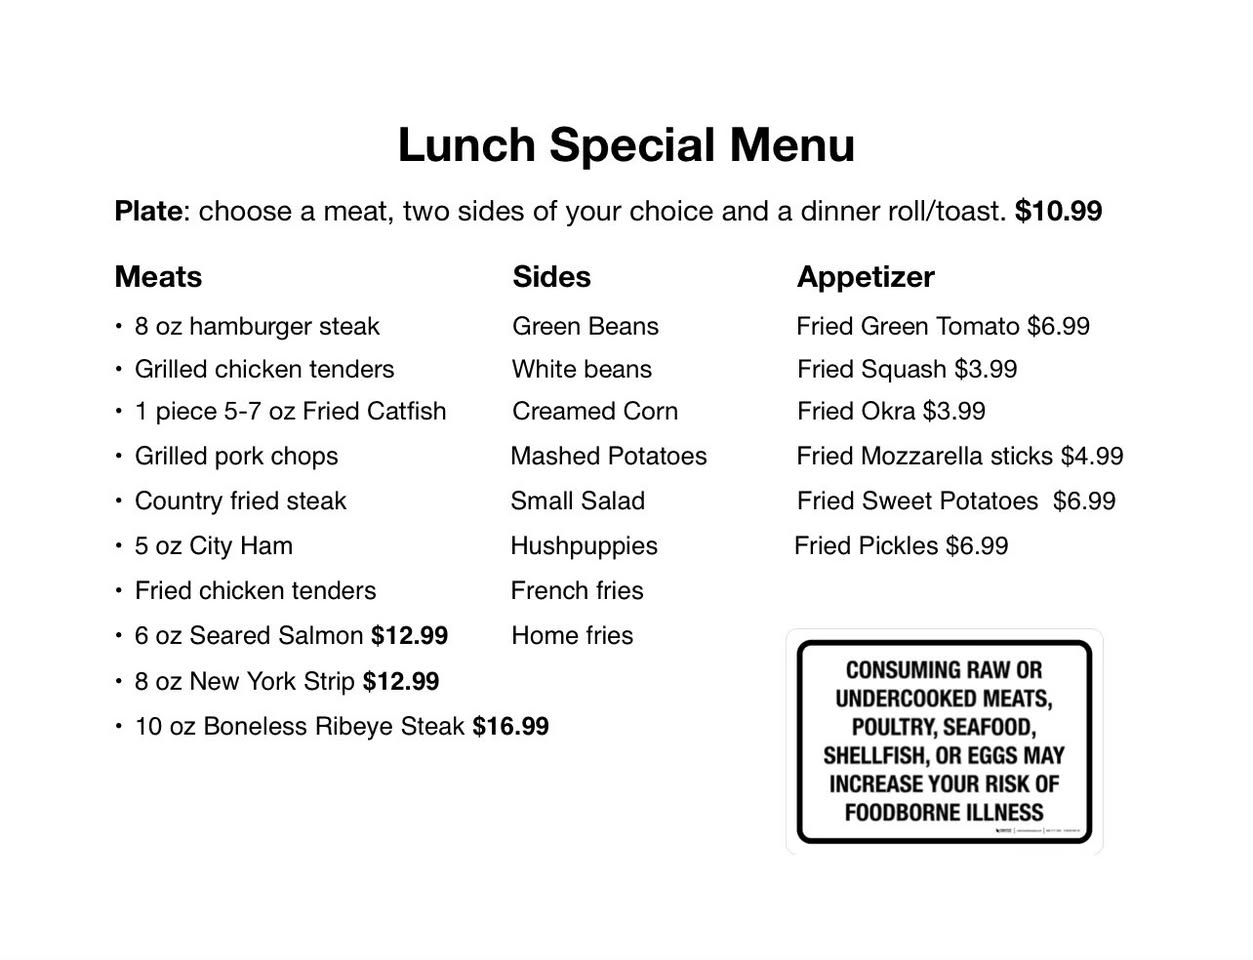 Lunch Special Menu
Plate: choose a meat, two sides of your choice and a dinner roll/toast. $10.99
Meats
• 8 oz hamburger steak
• Grilled chicken tenders
• 1 piece 5-7 oz Fried Catfish
• Grilled pork chops
• Country fried steak
• 5 oz City Ham
• Fried chicken tenders
• 6 oz Seared Salmon $12.99
• 8 oz New York Strip $12.99
• 10 oz Boneless Ribeye Steak $16.99
Sides
Green Beans
White beans
Creamed Corn
Mashed Potatoes
Small Salad
Hushpuppies
French fries
Home fries
Appetizer
Fried Green Tomato $6.99
Fried Squash $3.99
Fried Okra $3.99
Fried Mozzarella sticks $4.99
Fried Sweet Potatoes  $6.99
Fried Pickles $6.99
CONSUMING RAW OR
UNDERCOOKED MEATS,
POULTRY, SEAFOOD,
SHELLFISH, OR EGGS MAY
INCREASE YOUR RISK OF
FOODBORNE ILLNESS